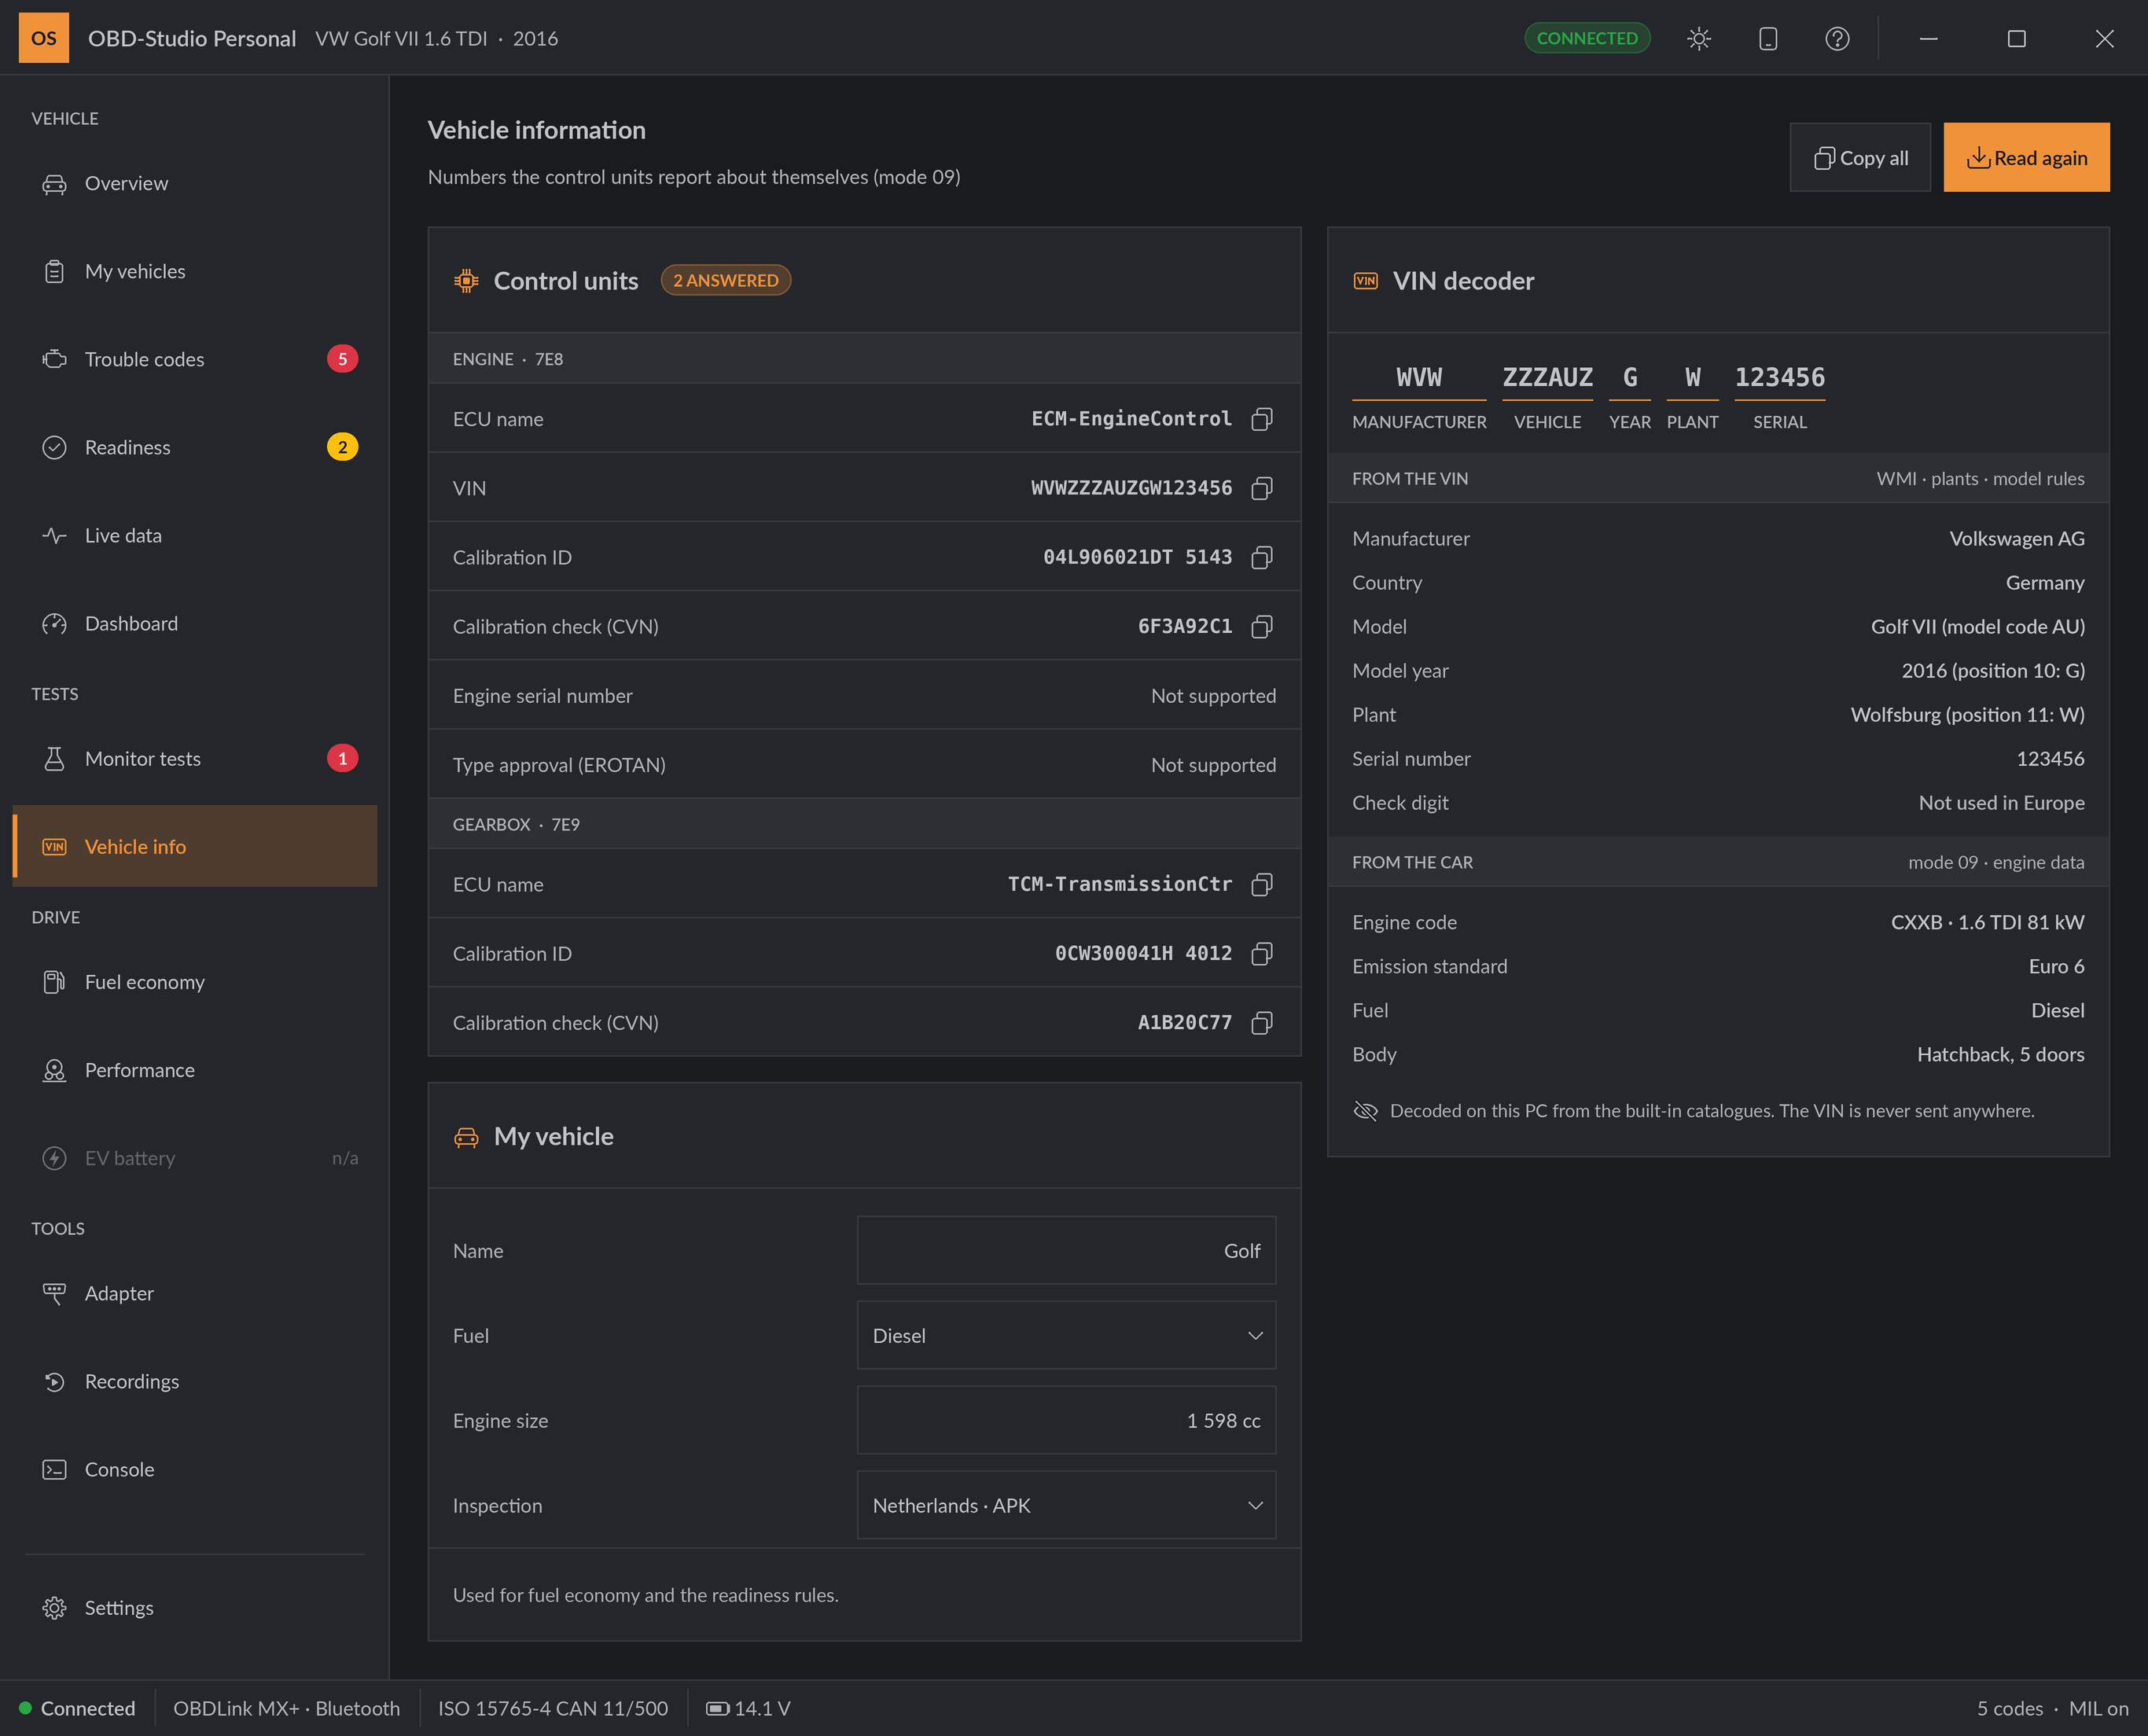 OS OBD-Studio Personal VW Golf VII 1.6 TDI · 2016 CONNECTED
VEHICLE
Overview
My vehicles
Trouble codes 5
Readiness 2
Live data
Dashboard
TESTS
Monitor tests 1
VIN Vehicle info
DRIVE
Fuel economy
Performance
EV battery n/a
TOOLS
Adapter
Recordings
Console
Settings
Vehicle information
Numbers the control units report about themselves (mode 09)
Copy all Read again
Control units 2 ANSWERED
ENGINE · 7E8
ECU name ECM-EngineControl
VIN WVWZZZAUZGW123456
Calibration ID 04L906021DT 5143
Calibration check (CVN) 6F3A92C1
Engine serial number Not supported
Type approval (EROTAN) Not supported
GEARBOX · 7E9
ECU name TCM-TransmissionCtr
Calibration ID 0CW300041H 4012
Calibration check (CVN) A1B20C77
My vehicle
Name Golf
Fuel Diesel
Engine size 1 598 cc
Inspection Netherlands · APK
Used for fuel economy and the readiness rules.
VIN VIN decoder
WVW ZZZAUZ G W 123456
MANUFACTURER VEHICLE YEAR PLANT SERIAL
FROM THE VIN WMI · plants · model rules
Manufacturer Volkswagen AG
Country Germany
Model Golf VII (model code AU)
Model year 2016 (position 10: G)
Plant Wolfsburg (position 11: W)
Serial number 123456
Check digit Not used in Europe
FROM THE CAR mode 09 · engine data
Engine code CXXB · 1.6 TDI 81 kW
Emission standard Euro 6
Fuel Diesel
Body Hatchback, 5 doors
Decoded on this PC from the built-in catalogues. The VIN is never sent anywhere.
Connected OBDLink MX+ · Bluetooth ISO 15765-4 CAN 11/500 14.1 V 5 codes · MIL on